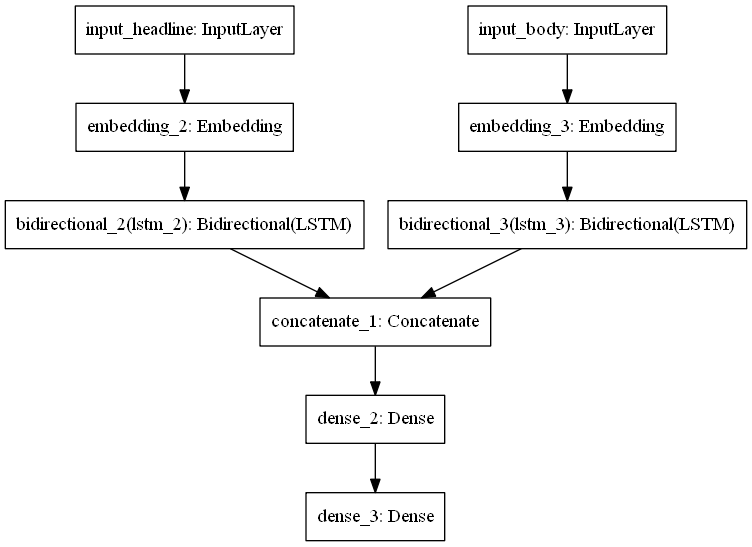 input_headline: InputLayer
input_body: InputLayer
embedding_2: Embedding
embedding_3: Embedding
bidirectional_2(lstm_2): Bidirectional(LSTM)
bidirectional_3(lstm_3): Bidirectional(LSTM)
concatenate_1: Concatenate
dense_2: Dense
dense_3: Dense